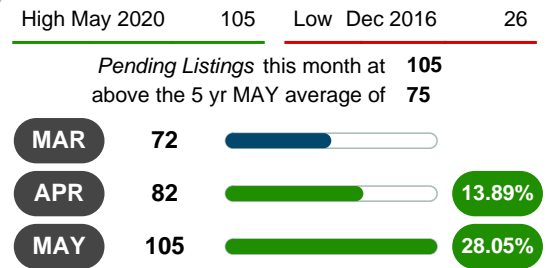 High May 2020 105 Low Dec 2016 26
Pending Listings this month at 105
above the 5 yr MAY average of 75
MAR 72
APR 82 13.89%
MAY 105 28.05%